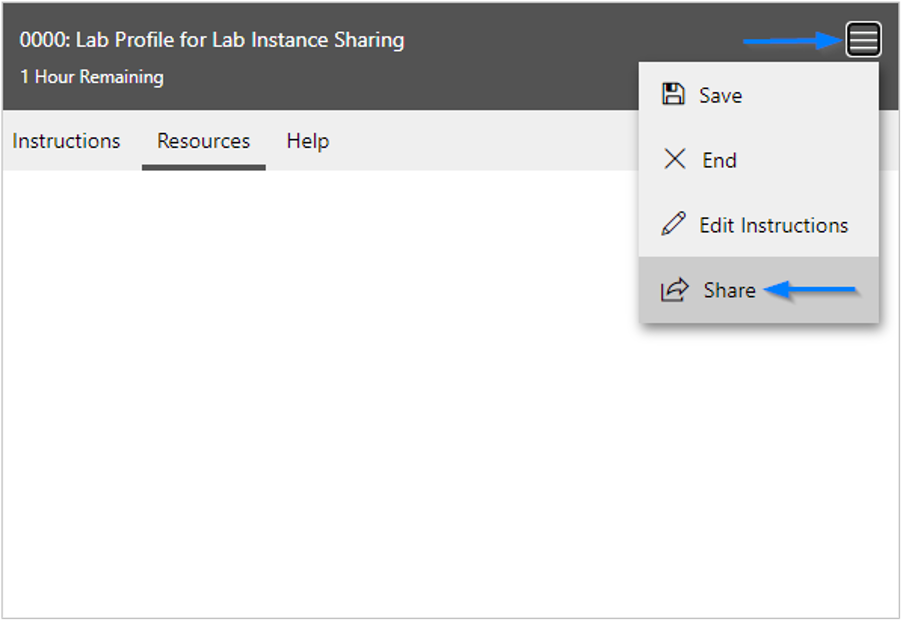 0000: Lab Profile for Lab Instance Sharing
1 Hour Remaining
Instructions Resources Help
Save
End
Edit Instructions
Share